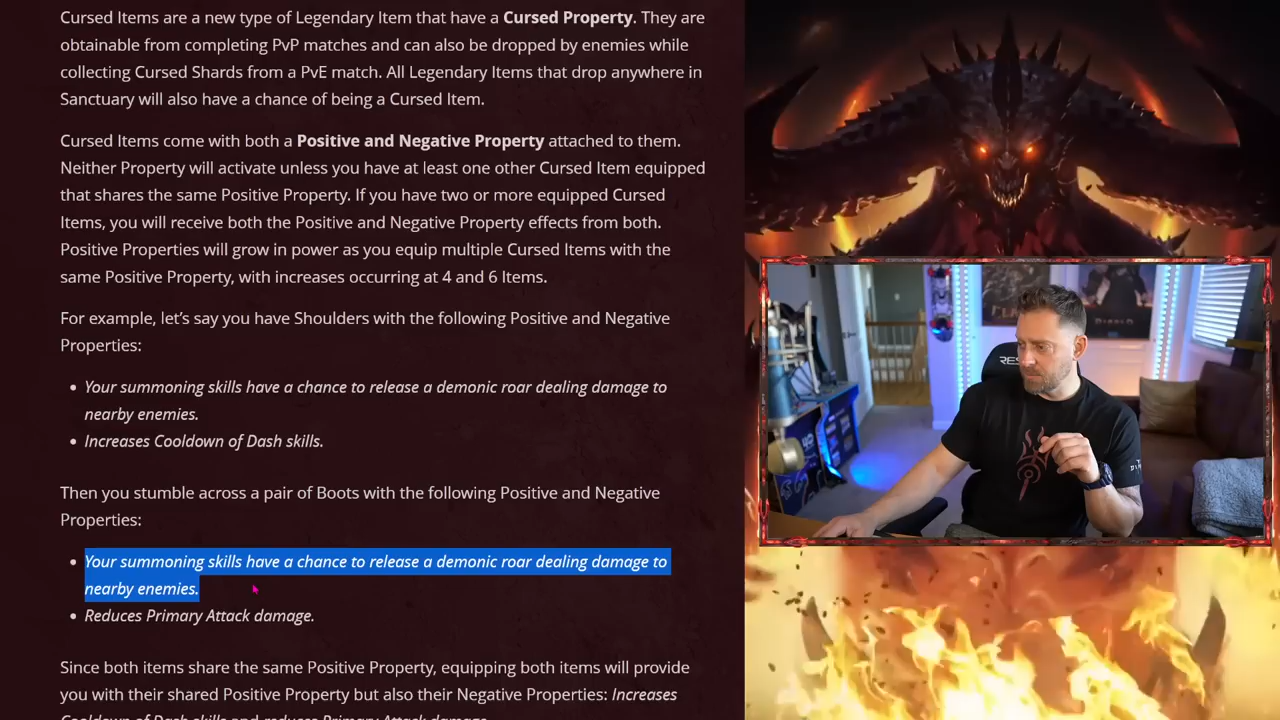 Cursed Items are a new type of Legendary Item that have a Cursed Property. They are
obtainable from completing PvP matches and can also be dropped by enemies while
collecting Cursed Shards from a PvE match. All Legendary Items that drop anywhere in
Sanctuary will also have a chance of being a Cursed Item.
Cursed Items come with both a Positive and Negative Property attached to them.
Neither Property will activate unless you have at least one other Cursed Item equipped
that shares the same Positive Property. If you have two or more equipped Cursed
Items, you will receive both the Positive and Negative Property effects from both.
Positive Properties will grow in power as you equip multiple Cursed Items with the
same Positive Property, with increases occurring at 4 and 6 Items.
For example, let’s say you have Shoulders with the following Positive and Negative
Properties:
• Your summoning skills have a chance to release a demonic roar dealing damage to
nearby enemies.
• Increases Cooldown of Dash skills.
Then you stumble across a pair of Boots with the following Positive and Negative
Properties:
• Your summoning skills have a chance to release a demonic roar dealing damage to
nearby enemies.
• Reduces Primary Attack damage.
Since both items share the same Positive Property, equipping both items will provide
you with their shared Positive Property but also their Negative Properties: Increases
Cooldown of Dash skills and reduces Primary Attack damage.